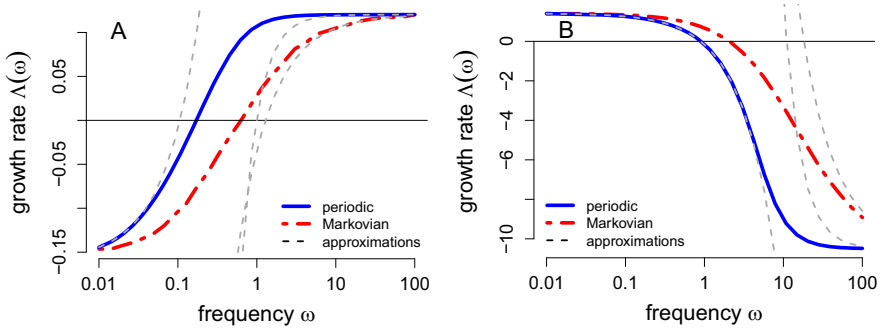 A
growth rate Λ(ω)
0.05
−0.05
−0.15
periodic
Markovian
approximations
0.01
0.1
1
10
100
frequency ω
B
growth rate Λ(ω)
0
−2
−4
−6
−8
−10
periodic
Markovian
approximations
0.01
0.1
1
10
100
frequency ω